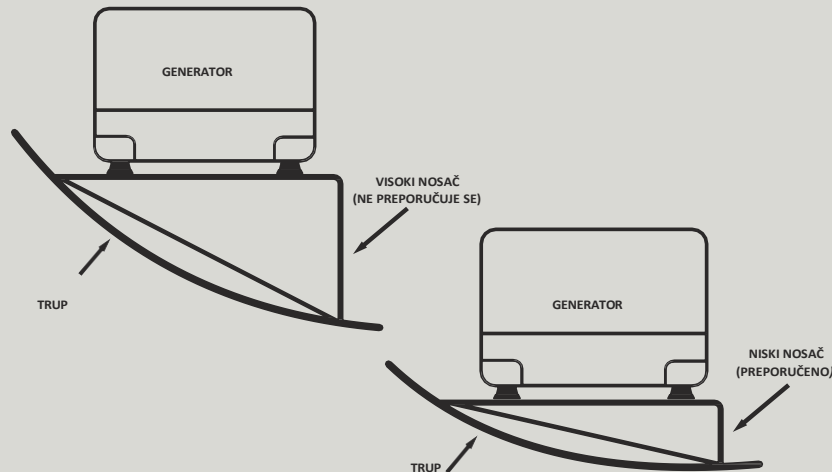 GENERATOR
VISOKI NOSAČ
(NE PREPORUČUJE SE)
TRUP
GENERATOR
NISKI NOSAČ
(PREPORUČENO)
TRUP